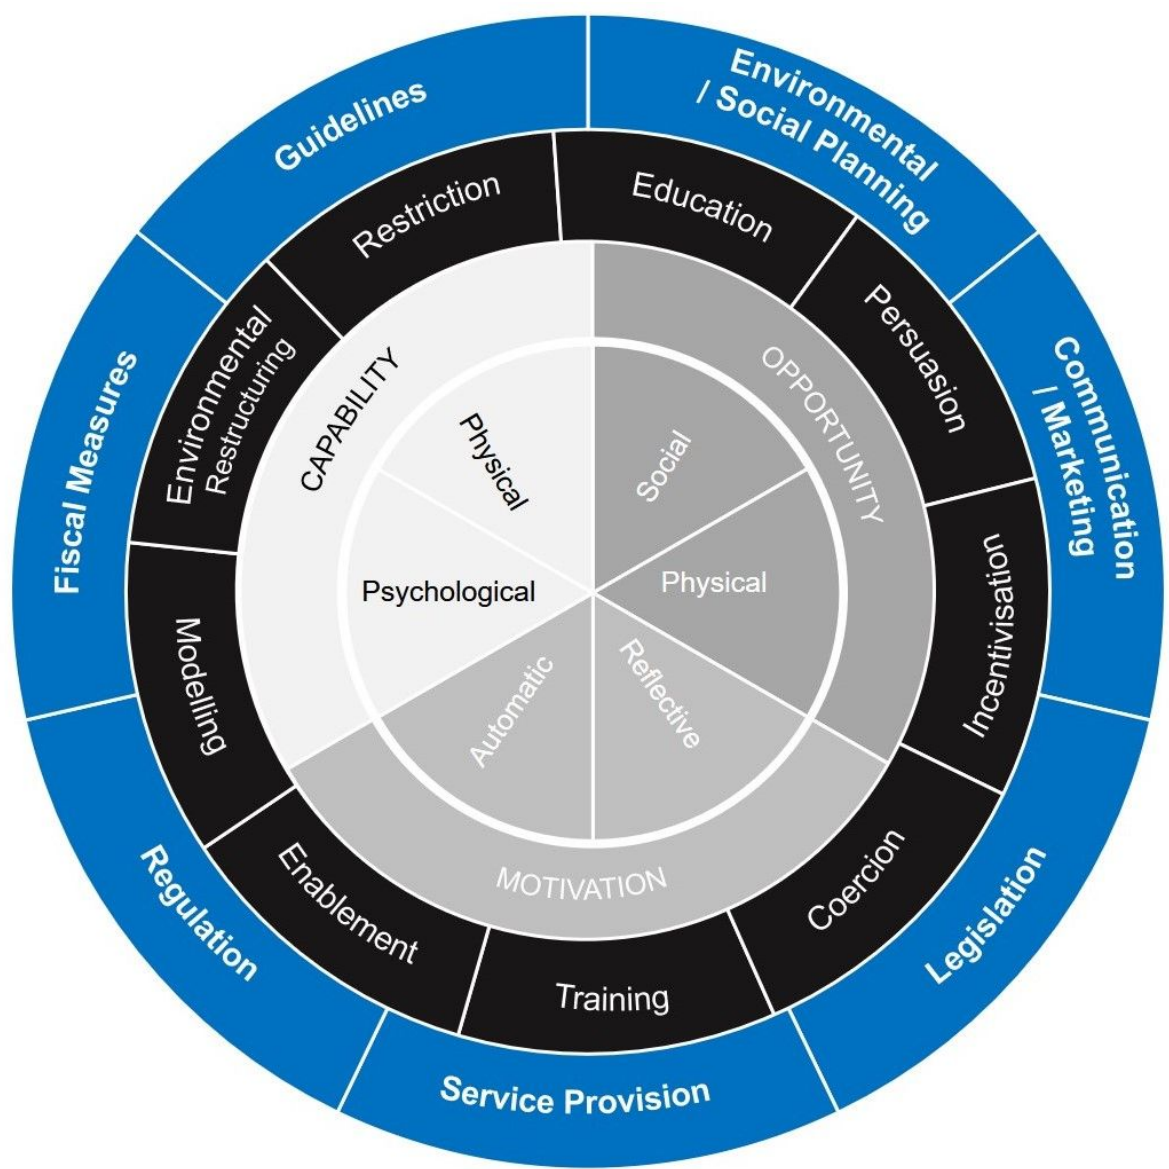 Environmental
/ Social Planning
Communication
/ Marketing
Legislation
Service Provision
Regulation
Fiscal Measures
Guidelines
Education
Persuasion
Incentivisation
Coercion
Training
Enablement
Modelling
Environmental
Restructuring
Restriction
CAPABILITY
OPPORTUNITY
MOTIVATION
Physical
Social
Physical
Reflective
Automatic
Psychological